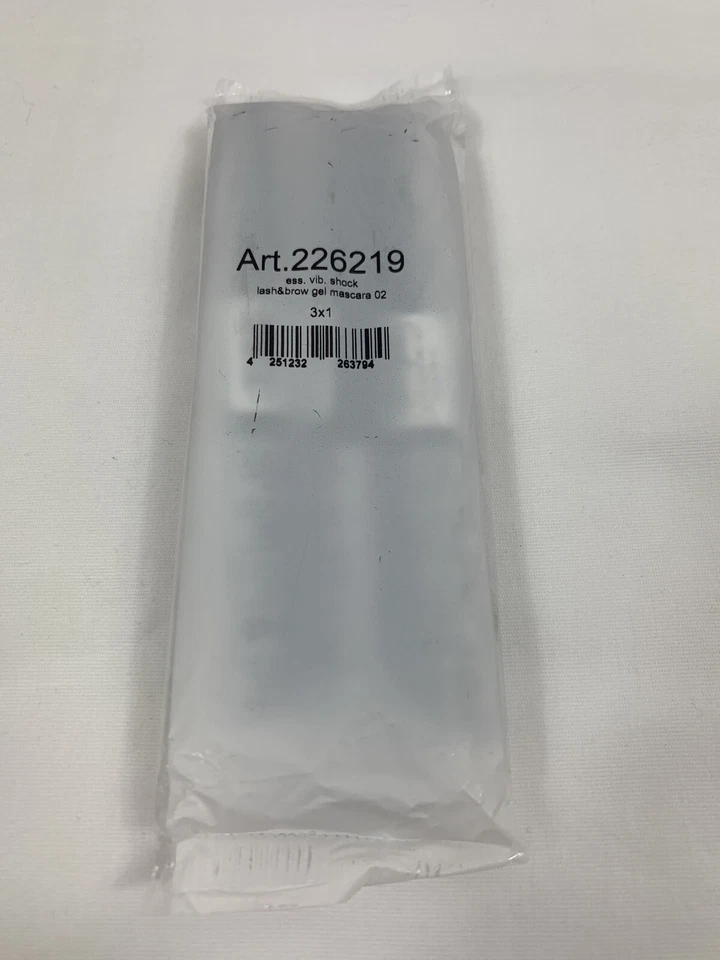 Art.226219
ess. vib. shock
lash&brow gel mascara 02
3x1
4 251232 263794